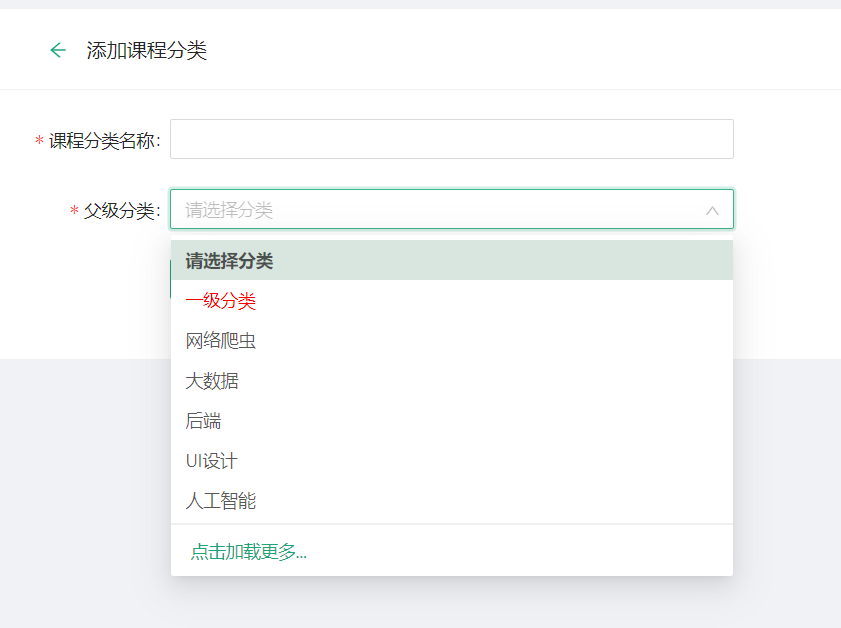 添加课程分类
* 课程分类名称:
* 父级分类: 请选择分类
请选择分类
一级分类
网络爬虫
大数据
后端
UI设计
人工智能
点击加载更多...